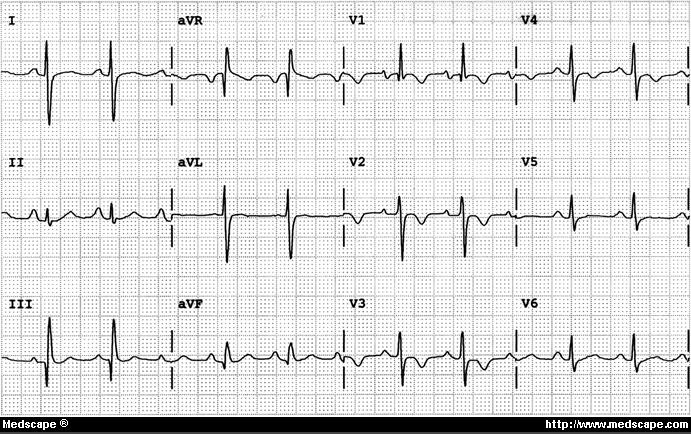 I aVR V1 V4
II aVL V2 V5
III aVF V3 V6
Medscape ® http://www.medscape.com